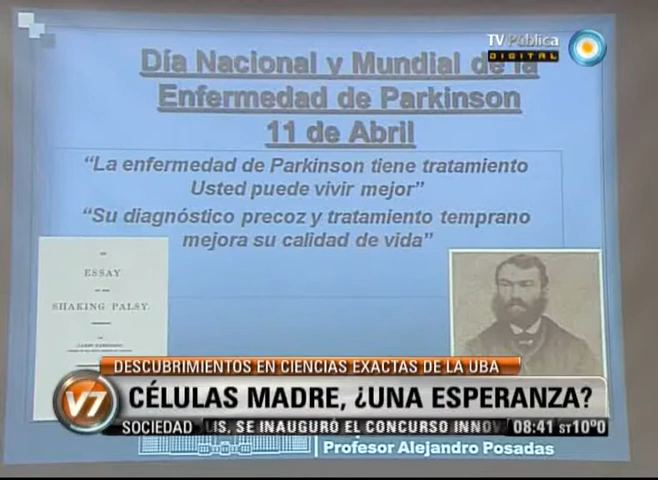 TV Pública
DIGITAL
Día Nacional y Mundial de la
Enfermedad de Parkinson
11 de Abril
“La enfermedad de Parkinson tiene tratamiento
Usted puede vivir mejor”
“Su diagnóstico precoz y tratamiento temprano
mejora su calidad de vida”
ESSAY
SHAKING PALSY.
DESCUBRIMIENTOS EN CIENCIAS EXACTAS DE LA UBA
V7
CÉLULAS MADRE, ¿UNA ESPERANZA?
SOCIEDAD
IS, SE INAUGURÓ EL CONCURSO INNOV
08:41 ST10º0
Profesor Alejandro Posadas